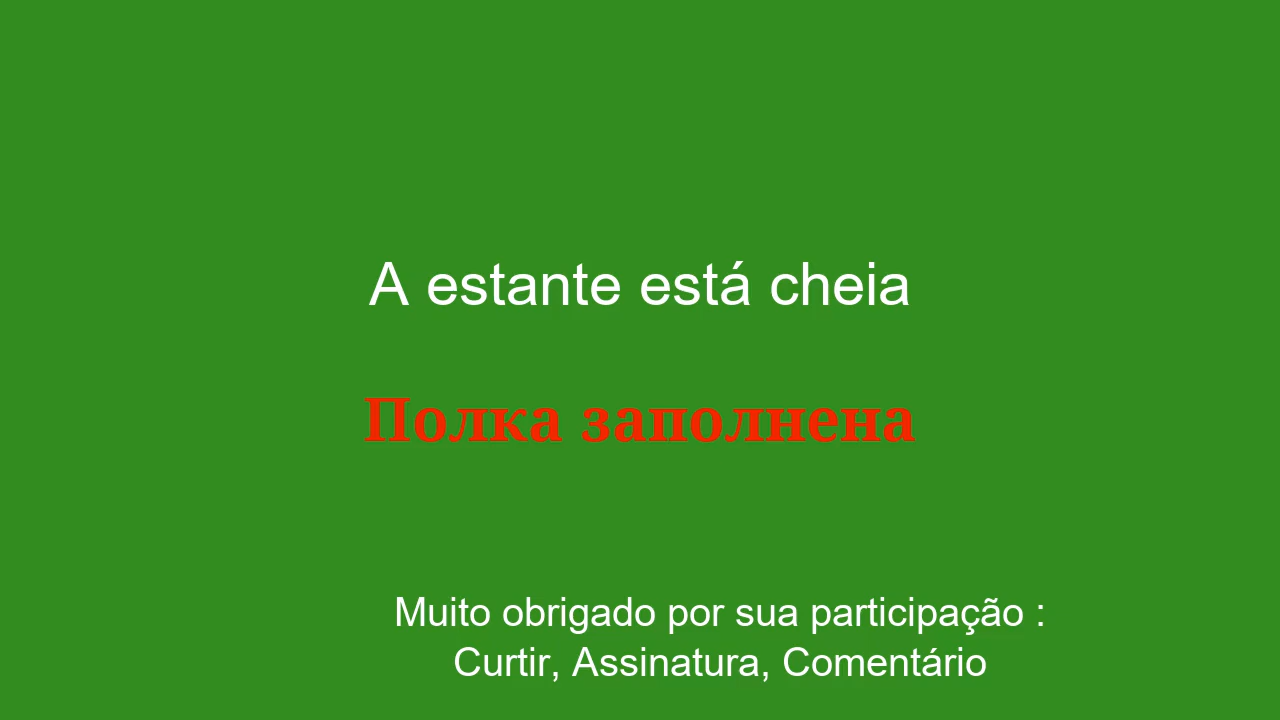 A estante está cheia
Полка заполнена
Muito obrigado por sua participação :
Curtir, Assinatura, Comentário